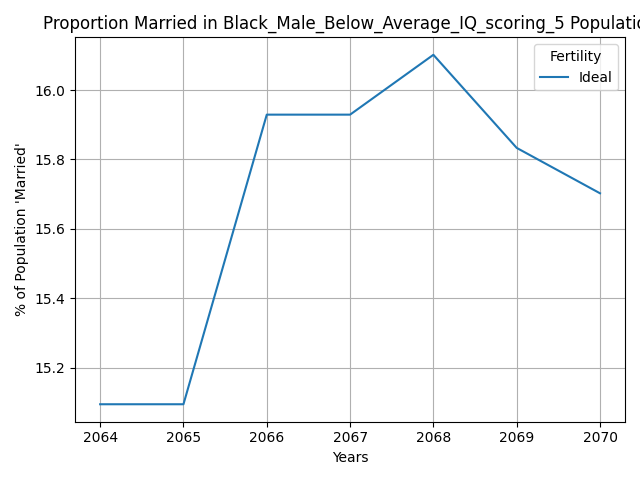 Proportion Married in Black_Male_Below_Average_IQ_scoring_5 Populatio
Fertility
Ideal
% of Population 'Married'
16.0
15.8
15.6
15.4
15.2
2064 2065 2066 2067 2068 2069 2070
Years